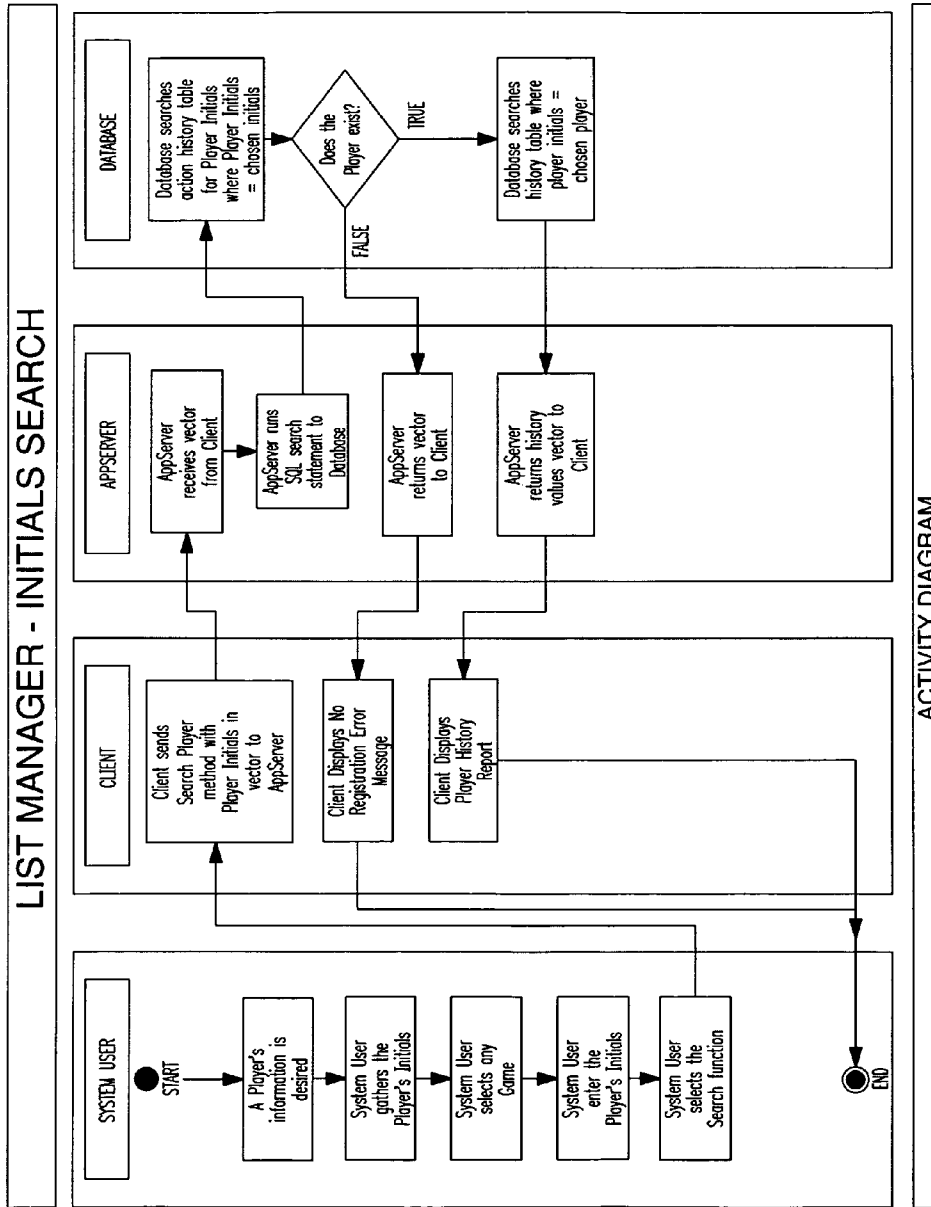 LIST MANAGER - INITIALS SEARCH
SYSTEM USER
START
A Player's
information is
desired
System User
gathers the
Player's Initials
System User
selects any
Game
System User
enter the
Player's Initials
System User
selects the
Search function
END
CLIENT
Client sends
Search Player
method with
Player Initials in
vector to
AppServer
Client Displays No
Registration Error
Message
Client Displays
Player History
Report
APPSERVER
AppServer
receives vector
from Client
AppServer runs
SQL search
statement to
Database
AppServer
returns vector
to Client
AppServer
returns history
values vector to
Client
DATABASE
Database searches
action history table
for Player Initials
where Player Initials
= chosen initials
Does the
Player exist?
FALSE
TRUE
Database searches
history table where
player initials =
chosen player
ACTIVITY DIAGRAM